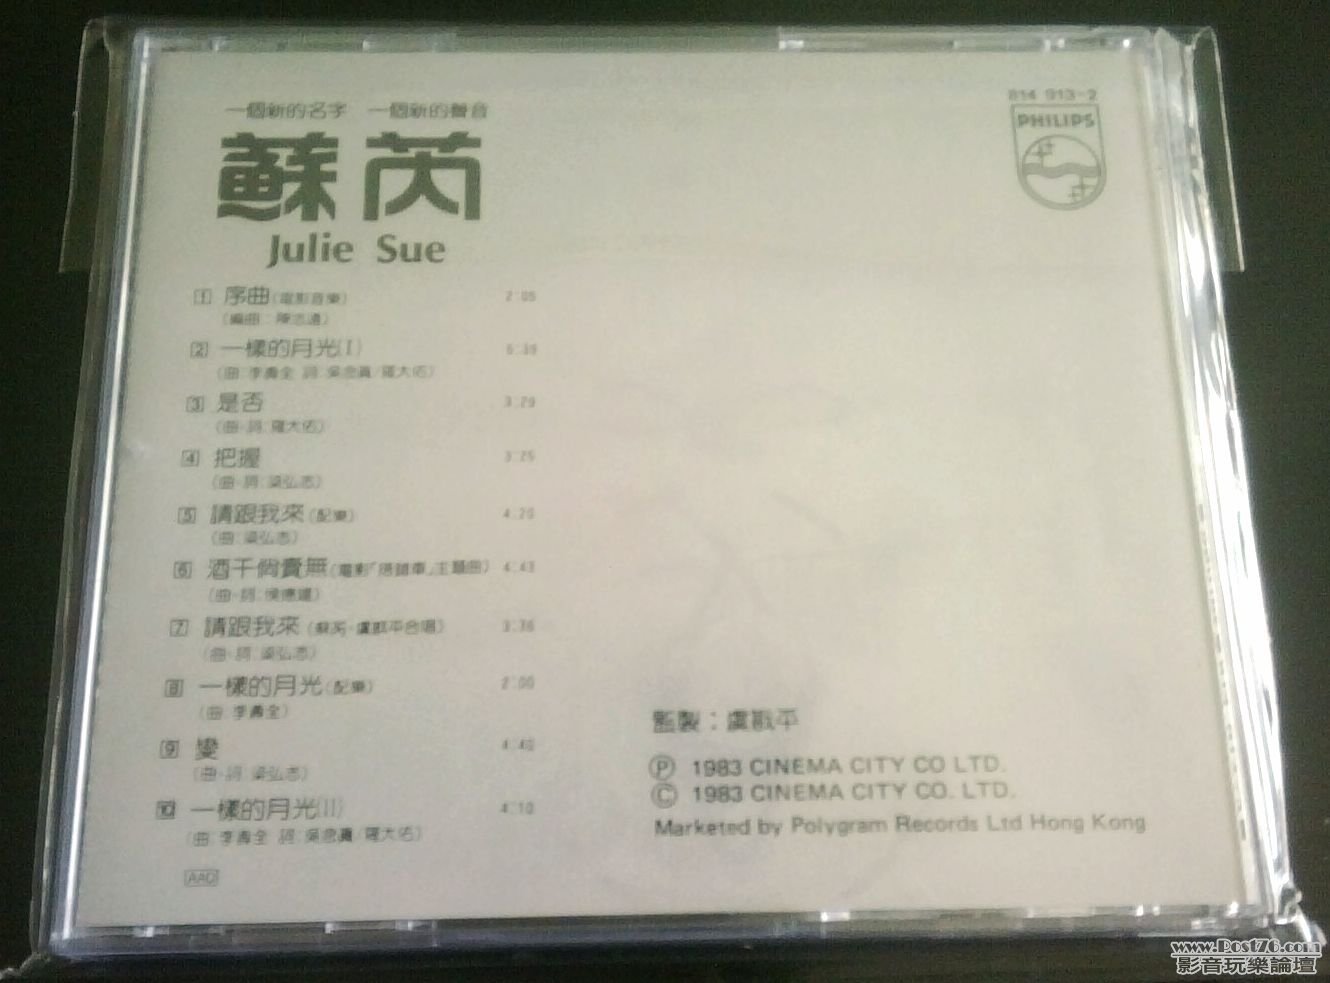 一個新的名字 一個新的聲音
蘇芮
Julie Sue
814 913-2
PHILIPS
1 序曲(電影音樂) 2:05
(編曲:陳志遠)
2 一樣的月光(I) 5:39
(曲:李壽全 詞:吳念真/羅大佑)
3 是否 3:29
(曲·詞:羅大佑)
4 把握 3:25
(曲·詞:梁弘志)
5 請跟我來(配樂) 4:20
(曲:梁弘志)
6 酒干倘賣無(電影「搭錯車」主題曲) 4:43
(曲·詞:侯德健)
7 請跟我來(蘇芮·虞戡平合唱) 3:36
(曲·詞:梁弘志)
8 一樣的月光(配樂) 2:00
(曲:李壽全)
9 變 4:40
(曲·詞:梁弘志)
10 一樣的月光(II) 4:10
(曲:李壽全 詞:吳念真/羅大佑)
AAD
監製:虞戡平
Ⓟ 1983 CINEMA CITY CO LTD.
© 1983 CINEMA CITY CO. LTD.
Marketed by Polygram Records Ltd Hong Kong
www.Post76.com
影音玩樂論壇